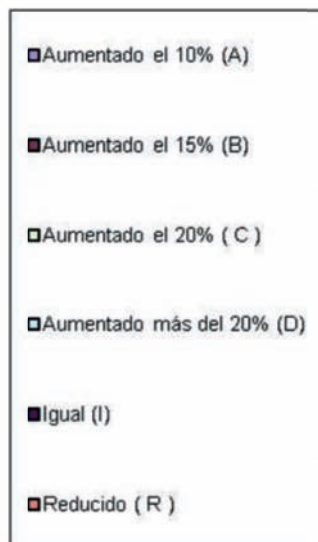 Aumentado el 10% (A)
Aumentado el 15% (B)
Aumentado el 20% ( C )
Aumentado más del 20% (D)
Igual (I)
Reducido ( R )